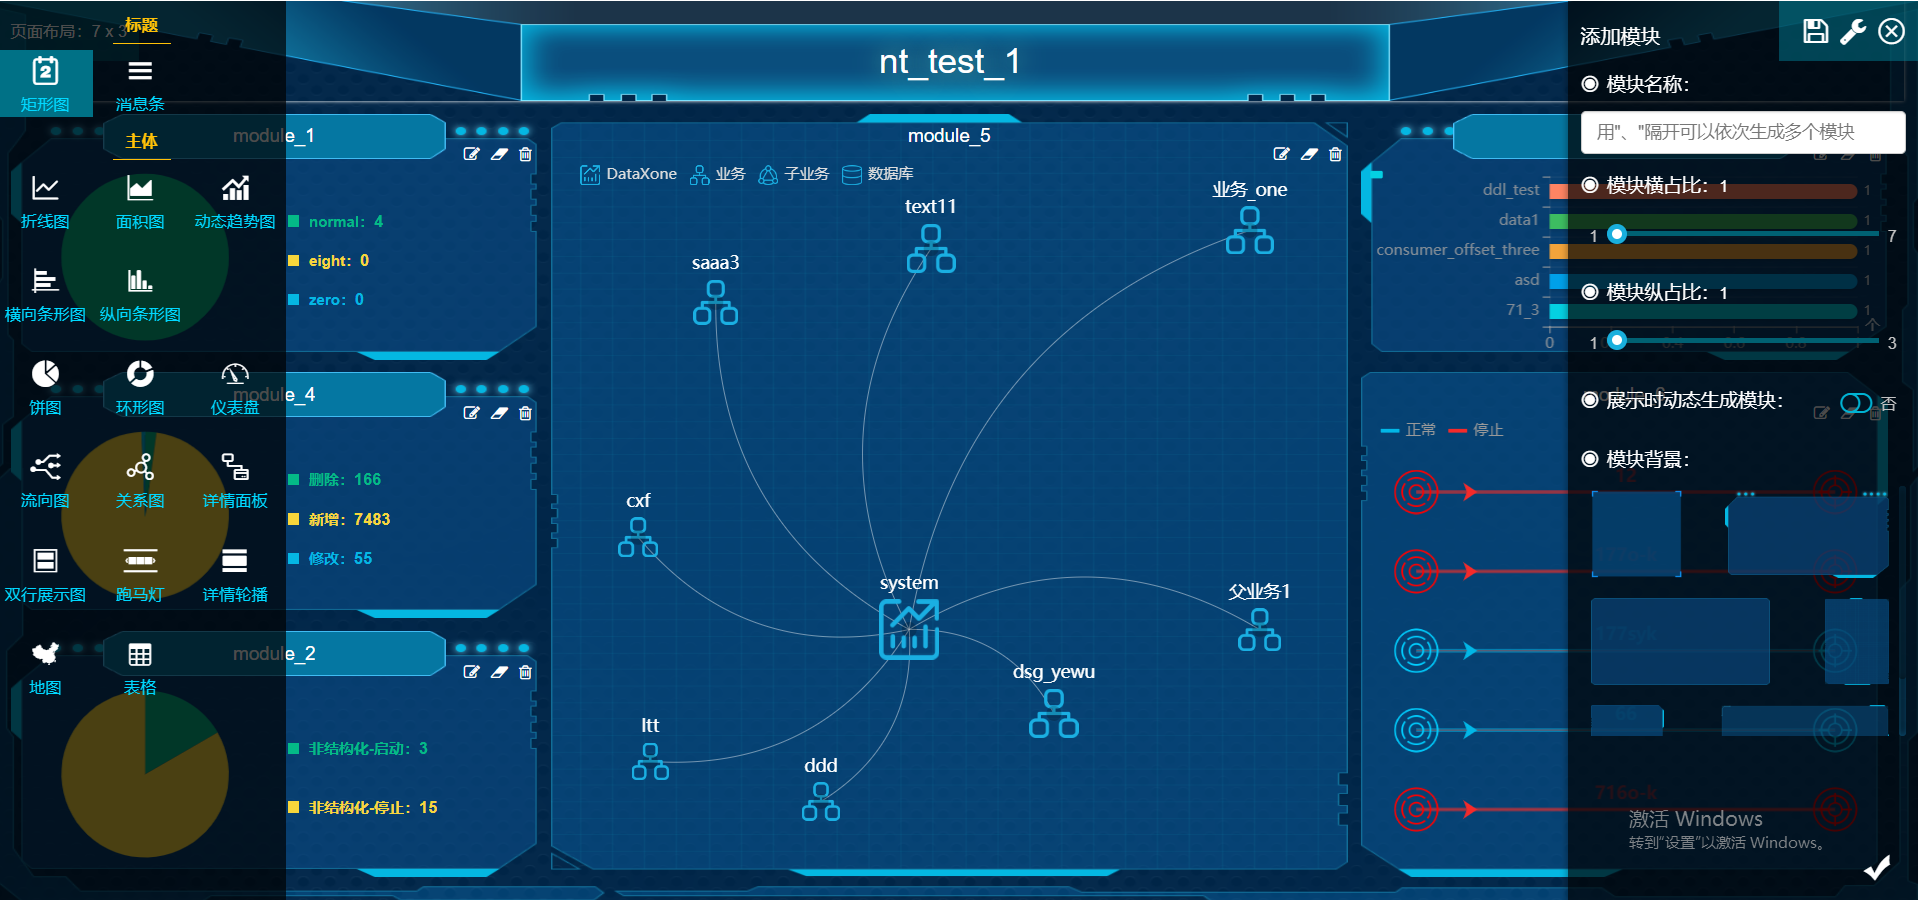 页面布局：7 x 3
标题
矩形图
消息条
主体
折线图
面积图
动态趋势图
横向条形图
纵向条形图
饼图
环形图
仪表盘
流向图
关系图
详情面板
双行展示图
跑马灯
详情轮播
地图
表格
nt_test_1
module_1
normal：4
eight：0
zero：0
module_4
删除：166
新增：7483
修改：55
module_2
非结构化-启动：3
非结构化-停止：15
module_5
DataXone
业务
子业务
数据库
业务_one
text11
saaa3
cxf
system
父业务1
dsg_yewu
ltt
ddd
ddl_test
1
data1
1
consumer_offset_three
1
asd
1
71_3
1
个
0
正常
停止
12
177syk
66
716o-k
添加模块
模块名称：
用"、"隔开可以依次生成多个模块
模块横占比：1
1
7
模块纵占比：1
1
3
展示时动态生成模块：
否
模块背景：
激活 Windows
转到"设置"以激活 Windows。